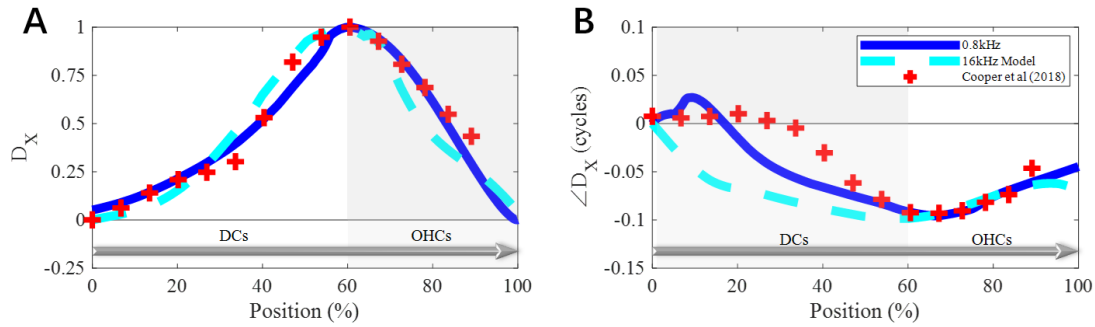 A
D_X
1
0.75
0.5
0.25
0
-0.25
DCs
OHCs
0
20
40
60
80
100
Position (%)
B
∠D_X (cycles)
0.1
0.05
0
-0.05
-0.1
-0.15
0.8kHz
16kHz Model
Cooper et al (2018)
DCs
OHCs
0
20
40
60
80
100
Position (%)